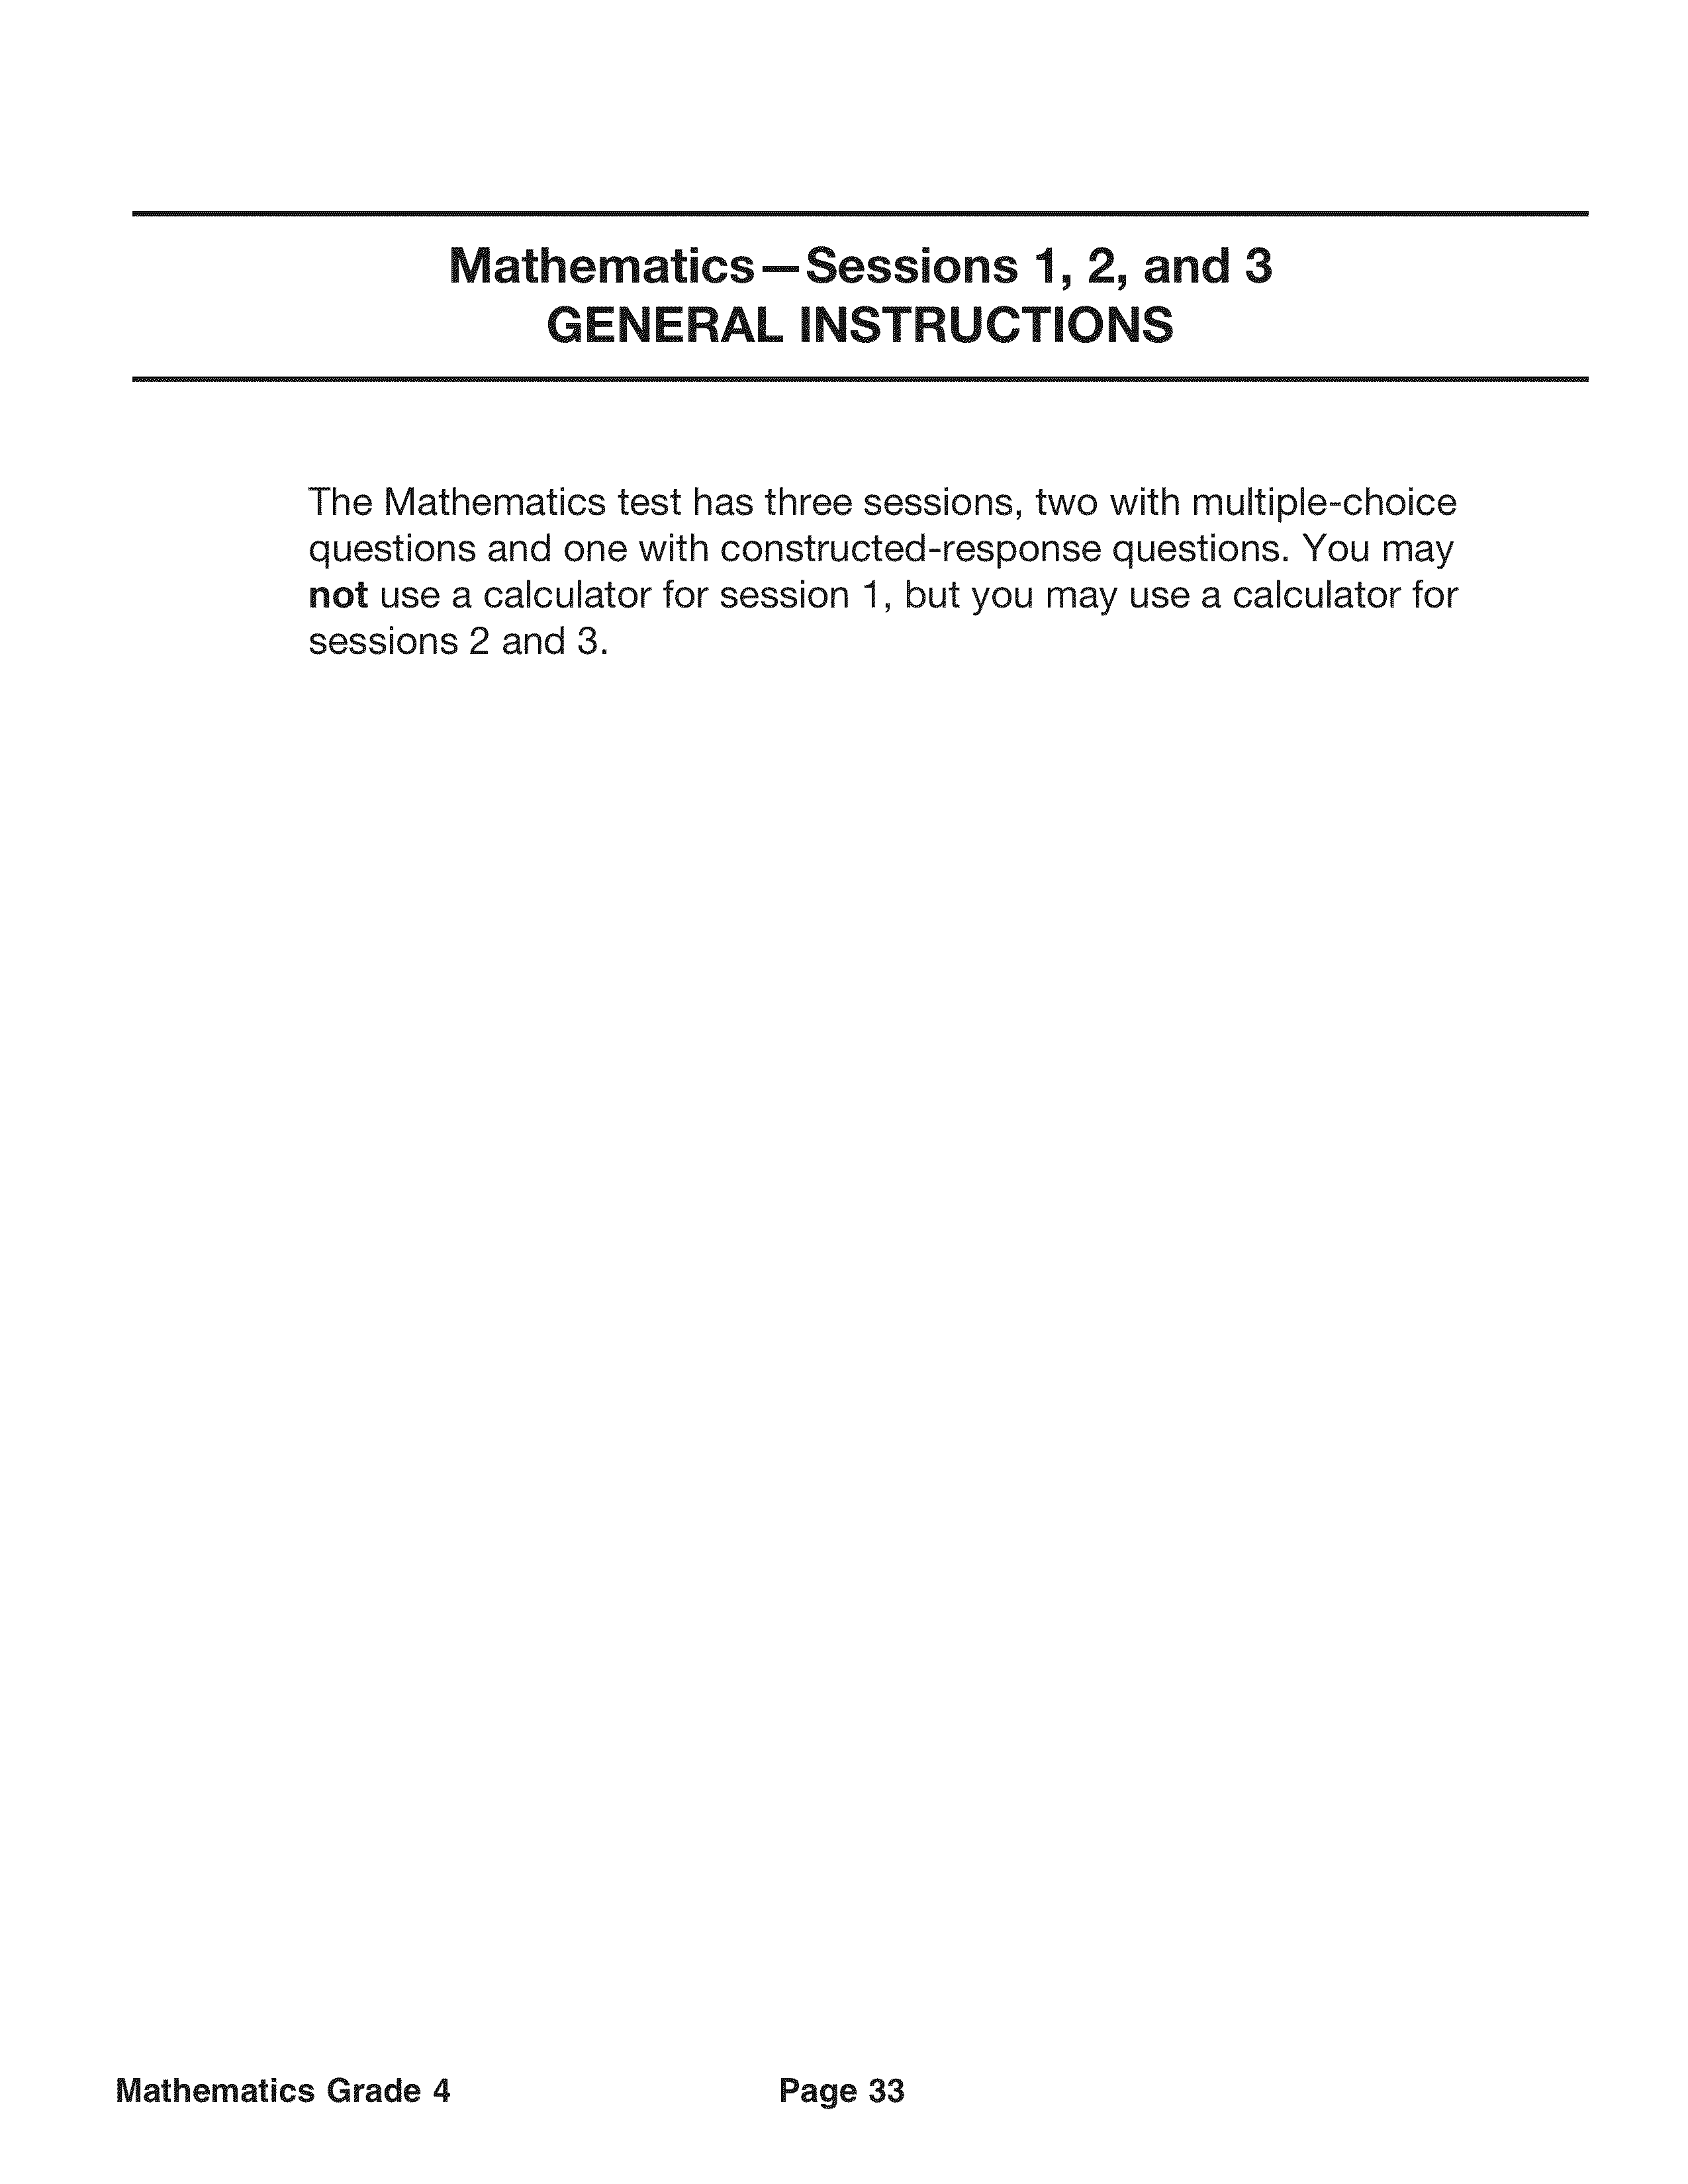 Mathematics—Sessions 1, 2, and 3
GENERAL INSTRUCTIONS
The Mathematics test has three sessions, two with multiple-choice
questions and one with constructed-response questions. You may
not use a calculator for session 1, but you may use a calculator for
sessions 2 and 3.
Mathematics Grade 4
Page 33